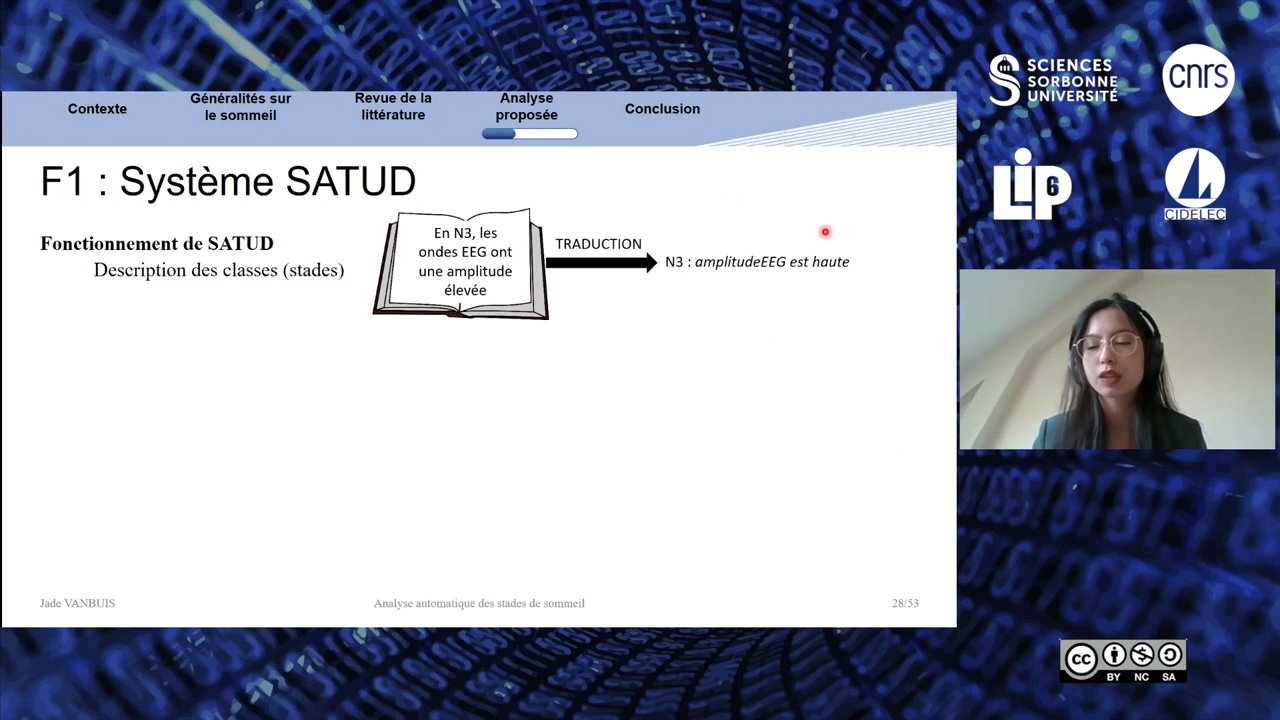 Contexte
Généralités sur
le sommeil
Revue de la
littérature
Analyse
proposée
Conclusion
F1 : Système SATUD
Fonctionnement de SATUD
Description des classes (stades)
En N3, les
ondes EEG ont
une amplitude
élevée
TRADUCTION
N3 : amplitudeEEG est haute
Jade VANBUIS
Analyse automatique des stades de sommeil
28/53
SCIENCES
SORBONNE
UNIVERSITÉ
cnrs
LIP6
CIDELEC
cc
BY NC SA